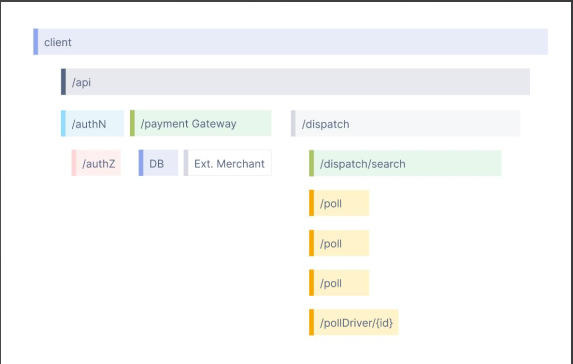 client
/api
/authN /payment Gateway /dispatch
/authZ DB Ext. Merchant /dispatch/search
/poll
/poll
/poll
/pollDriver/{id}